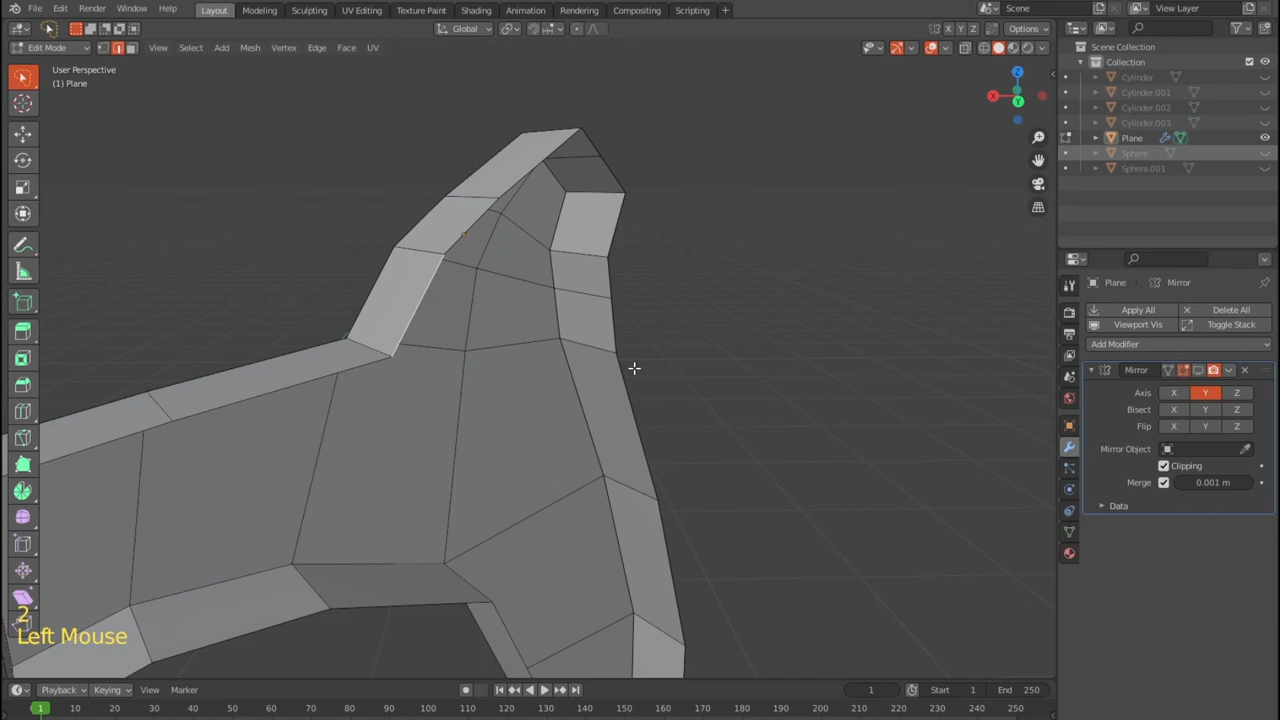 File Edit Render Window Help Layout Modeling Sculpting UV Editing Texture Paint Shading Animation Rendering Compositing Scripting + Scene View Layer
Global X Y Z Options
Edit Mode View Select Add Mesh Vertex Edge Face UV
User Perspective
(1) Plane
Z
X
Y
Scene Collection
Collection
Cylinder
Cylinder.001
Cylinder.002
Cylinder.003
Plane
Sphere
Sphere.001
Plane Mirror
Apply All Delete All
Viewport Vis Toggle Stack
Add Modifier
Mirror
Axis X Y Z
Bisect X Y Z
Flip X Y Z
Mirror Object
Clipping
Merge 0.001 m
Data
2
Left Mouse
Playback Keying View Marker 1 Start 1 End 250
1 10 20 30 40 50 60 70 80 90 100 110 120 130 140 150 160 170 180 190 200 210 220 230 240 250